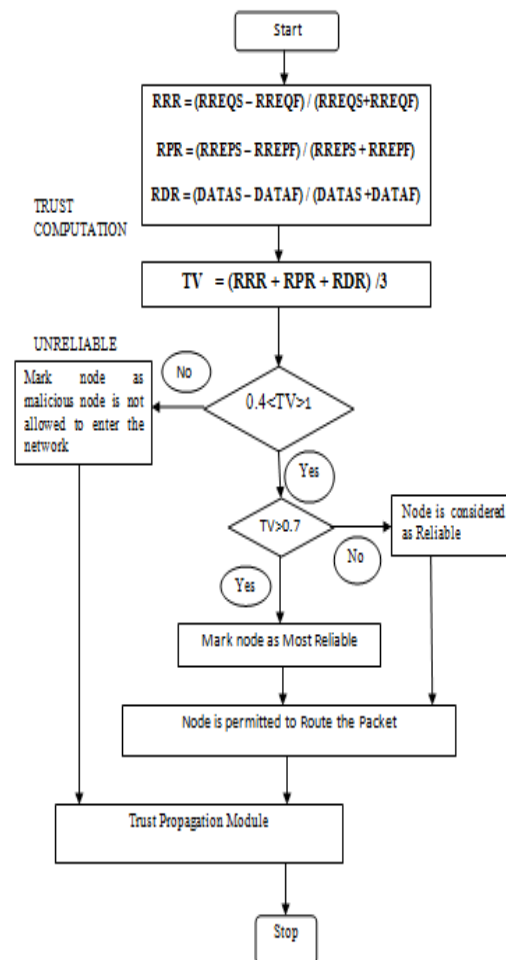 Start
RRR = (RREQS – RREQF) / (RREQS+RREQF)
RPR = (RREPS – RREPF) / (RREPS + RREPF)
RDR = (DATAS – DATAF) / (DATAS +DATAF)
TRUST
COMPUTATION
TV = (RRR + RPR + RDR) /3
UNRELIABLE
No
Mark node as
malicious node is not
allowed to enter the
network
0.4<TV>1
Yes
TV>0.7
Node is considered
as Reliable
No
Yes
Mark node as Most Reliable
Node is permitted to Route the Packet
Trust Propagation Module
Stop